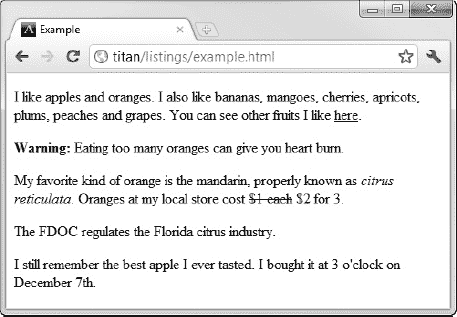 Example
titan/listings/example.html
I like apples and oranges. I also like bananas, mangoes, cherries, apricots,
plums, peaches and grapes. You can see other fruits I like here.
Warning: Eating too many oranges can give you heart burn.
My favorite kind of orange is the mandarin, properly known as citrus
reticulata. Oranges at my local store cost $1 each $2 for 3.
The FDOC regulates the Florida citrus industry.
I still remember the best apple I ever tasted. I bought it at 3 o'clock on
December 7th.